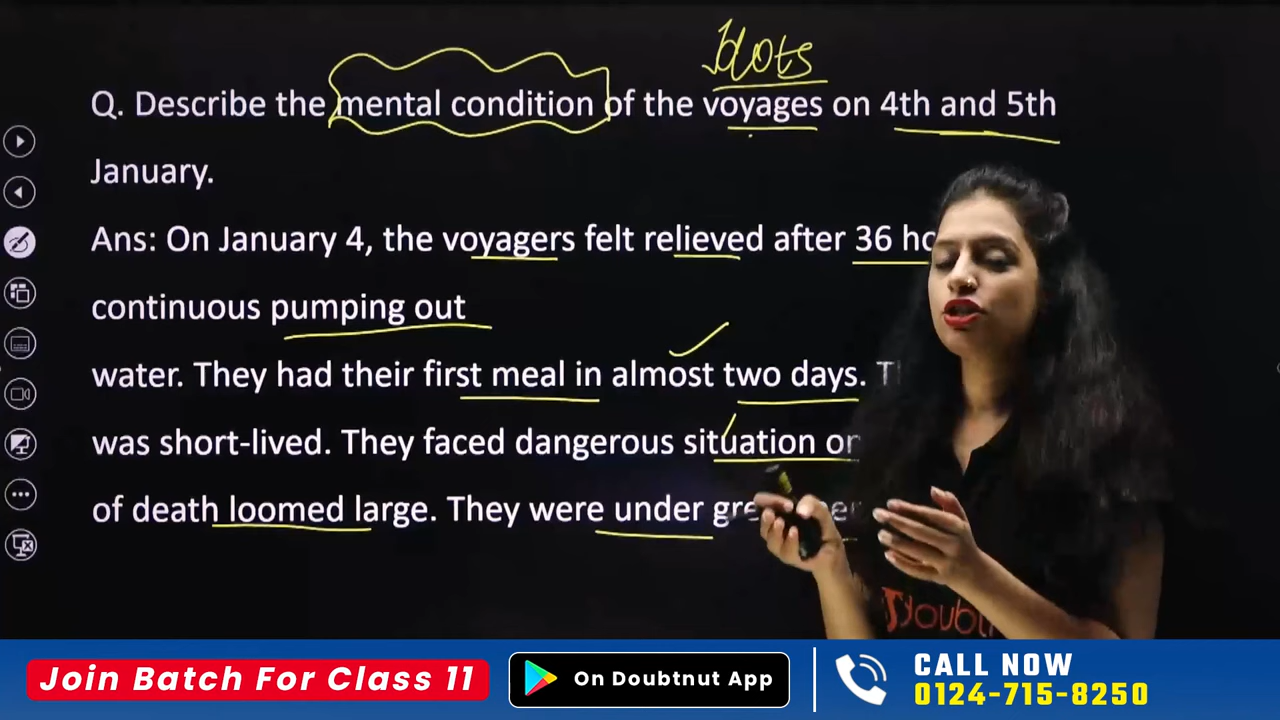 Q. Describe the mental condition of the voyages on 4th and 5th
January.
Ans: On January 4, the voyagers felt relieved after 36
continuous pumping out
water. They had their first meal in almost two days.
was short-lived. They faced dangerous situation
of death loomed large. They were under
Join Batch For Class 11
On Doubtnut App
CALL NOW
0124-715-8250